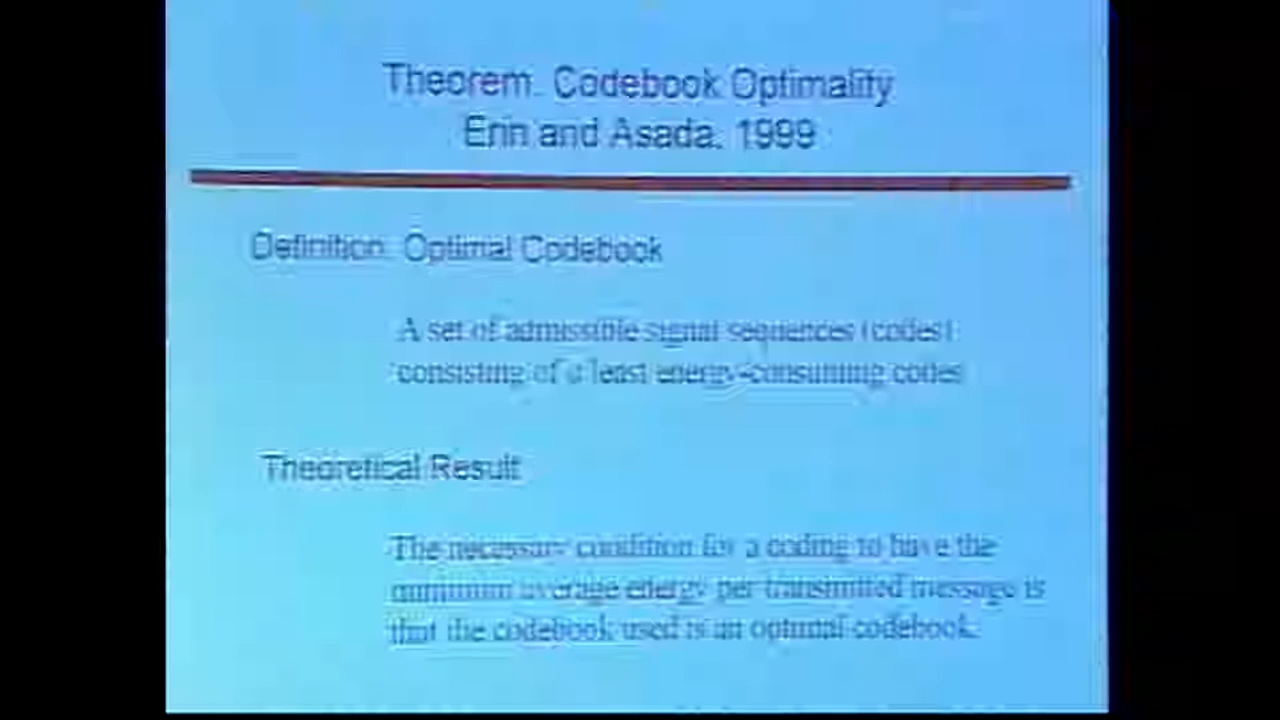 Theorem: Codebook Optimality
Erin and Asada, 1999
Definition: Optimal Codebook
A set of admissible signal sequences (codes)
consisting of a least energy-consuming codes
Theoretical Result
The necessary condition for a coding to have the
minimum average energy per transmitted message is
that the codebook used is an optimal codebook.